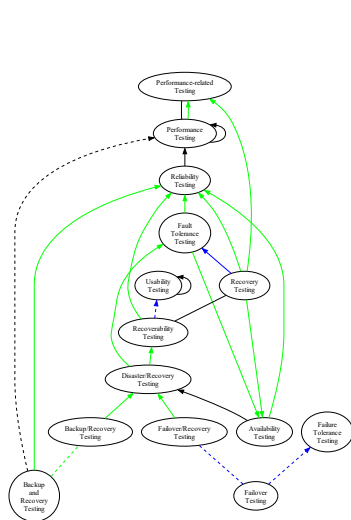 Performance-related
Testing
Performance
Testing
Reliability
Testing
Fault
Tolerance
Testing
Usability
Testing
Recovery
Testing
Recoverability
Testing
Disaster/Recovery
Testing
Backup/Recovery
Testing
Failover/Recovery
Testing
Availability
Testing
Failure
Tolerance
Testing
Backup
and
Recovery
Testing
Failover
Testing